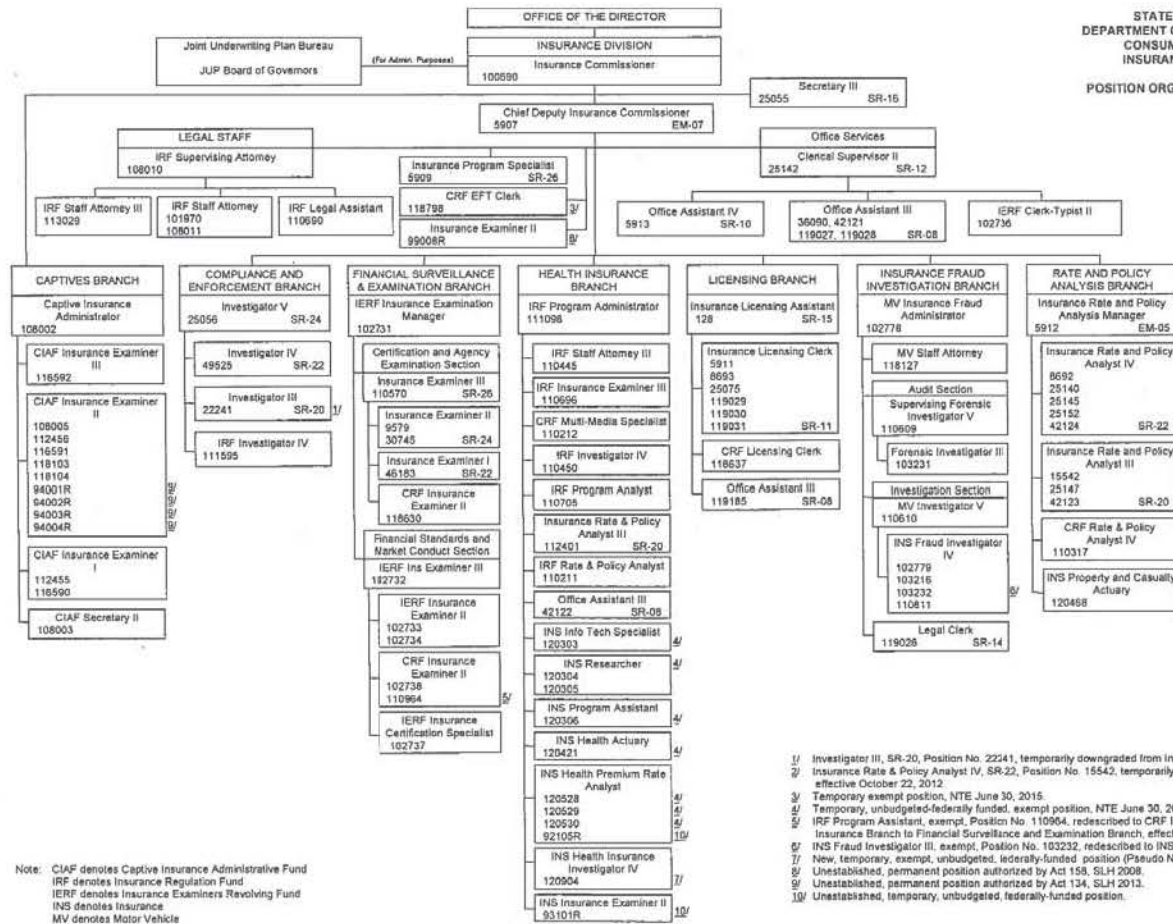 OFFICE OF THE DIRECTOR
STATE
DEPARTMENT
CONSUM
INSURAN
POSITION ORG
Joint Underwriting Plan Bureau
JUP Board of Governors
(For Admin. Purposes)
INSURANCE DIVISION
Insurance Commissioner
100590
Secretary III
25055 SR-16
Chief Deputy Insurance Commissioner
5907 EM-07
LEGAL STAFF
IRF Supervising Attorney
108010
IRF Staff Attorney III
113029
IRF Staff Attorney
101970
108011
IRF Legal Assistant
110690
Insurance Program Specialist
5909 SR-26
CRF EFT Clerk
118798 3/
Insurance Examiner II
99008R 8/
Office Services
Clerical Supervisor II
25142 SR-12
Office Assistant IV
5913 SR-10
Office Assistant III
36090, 42121
119027, 119028 SR-08
IERF Clerk-Typist II
102736
CAPTIVES BRANCH
Captive Insurance
Administrator
108002
CIAF Insurance Examiner
III
116592
CIAF Insurance Examiner
II
108005
112456
116591
118103
118104
94001R 9/
94002R 9/
94003R 9/
94004R 9/
CIAF Insurance Examiner
I
112455
116590
CIAF Secretary II
108003
COMPLIANCE AND
ENFORCEMENT BRANCH
Investigator V
25056 SR-24
Investigator IV
49525 SR-22
Investigator III
22241 SR-20 1/
IRF Investigator IV
111595
FINANCIAL SURVEILLANCE
& EXAMINATION BRANCH
IERF Insurance Examination
Manager
102731
Certification and Agency
Examination Section
Insurance Examiner III
110570 SR-26
Insurance Examiner II
9579
30745 SR-24
Insurance Examiner I
46183 SR-22
CRF Insurance
Examiner II
118630
Financial Standards and
Market Conduct Section
IERF Ins Examiner III
102732
IERF Insurance
Examiner II
102733
102734
CRF Insurance
Examiner II
102738
110964 5/
IERF Insurance
Certification Specialist
102737
HEALTH INSURANCE
BRANCH
IRF Program Administrator
111098
IRF Staff Attorney III
110445
IRF Insurance Examiner III
110696
CRF Multi-Media Specialist
110212
IRF Investigator IV
110450
IRF Program Analyst
110705
Insurance Rate & Policy
Analyst III
112401 SR-20
IRF Rate & Policy Analyst
110211
Office Assistant III
42122 SR-08
INS Info Tech Specialist
120303 4/
INS Researcher 4/
120304
120305
INS Program Assistant
120306 4/
INS Health Actuary
120421 4/
INS Health Premium Rate
Analyst
120528 4/
120529 4/
120530 4/
92105R 10/
INS Health Insurance
Investigator IV
120904 7/
INS Insurance Examiner II
93101R 10/
LICENSING BRANCH
Insurance Licensing Assistant
128 SR-15
Insurance Licensing Clerk
5911
8693
25075
119029
119030
119031 SR-11
CRF Licensing Clerk
118637
Office Assistant III
119185 SR-08
INSURANCE FRAUD
INVESTIGATION BRANCH
MV Insurance Fraud
Administrator
102778
MV Staff Attorney
118127
Audit Section
Supervising Forensic
Investigator V
110609
Forensic Investigator III
103231
Investigation Section
MV Investigator V
110610
INS Fraud Investigator
IV
102779
103216
103232 6/
110811
Legal Clerk
119026 SR-14
RATE AND POLICY
ANALYSIS BRANCH
Insurance Rate and Policy
Analysis Manager
5912 EM-05
Insurance Rate and Policy
Analyst IV
8692
25140
25145
25152
42124 SR-22
Insurance Rate and Policy
Analyst III
15542
25147
42123 SR-20
CRF Rate & Policy
Analyst IV
110317
INS Property and Casualty
Actuary
120468
1/ Investigator III, SR-20, Position No. 22241, temporarily downgraded from In
2/ Insurance Rate & Policy Analyst IV, SR-22, Position No. 15542, temporarily
effective October 22, 2012
3/ Temporary exempt position, NTE June 30, 2015.
4/ Temporary, unbudgeted-federally funded, exempt position, NTE June 30, 20
5/ IRF Program Assistant, exempt, Position No. 110964, redescribed to CRF I
Insurance Branch to Financial Surveillance and Examination Branch, effec
6/ INS Fraud Investigator III, exempt, Position No. 103232, redescribed to INS
7/ New, temporary, exempt, unbudgeted, federally-funded position (Pseudo N
8/ Unestablished, permanent position authorized by Act 158, SLH 2008.
9/ Unestablished, permanent position authorized by Act 134, SLH 2013.
10/ Unestablished, temporary, unbudgeted, federally-funded position.
Note: CIAF denotes Captive Insurance Administrative Fund
IRF denotes Insurance Regulation Fund
IERF denotes Insurance Examiners Revolving Fund
INS denotes Insurance
MV denotes Motor Vehicle